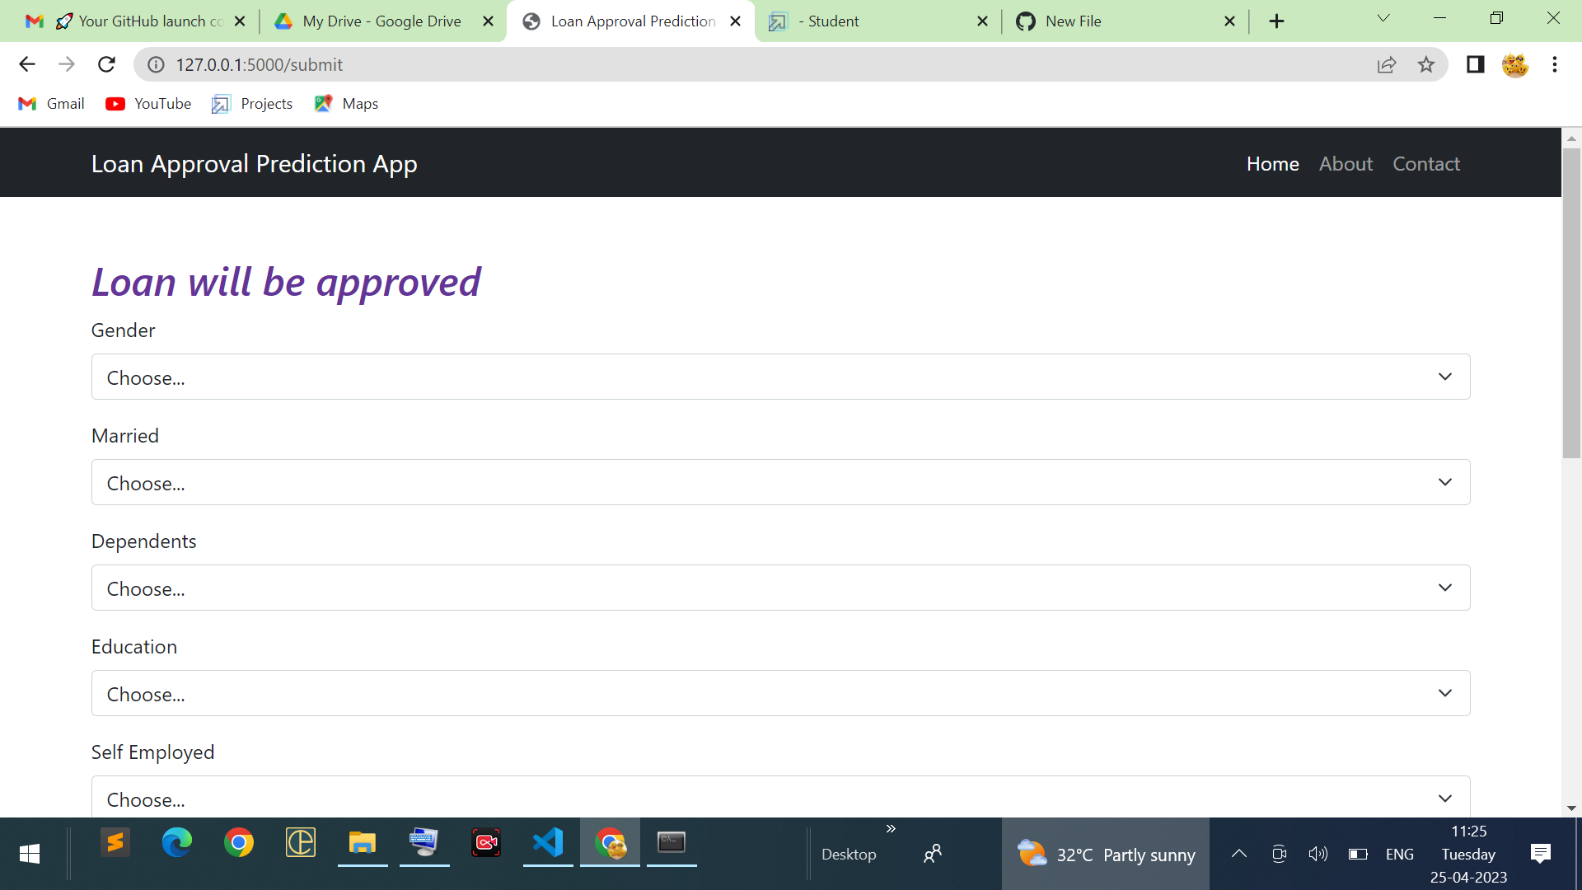 🚀 Your GitHub launch co
My Drive - Google Drive
Loan Approval Prediction
- Student
New File
127.0.0.1:5000/submit
Gmail
YouTube
Projects
Maps
Loan Approval Prediction App
Home
About
Contact
Loan will be approved
Gender
Choose...
Married
Choose...
Dependents
Choose...
Education
Choose...
Self Employed
Choose...
Desktop
»
32°C Partly sunny
ENG
11:25
Tuesday
25-04-2023